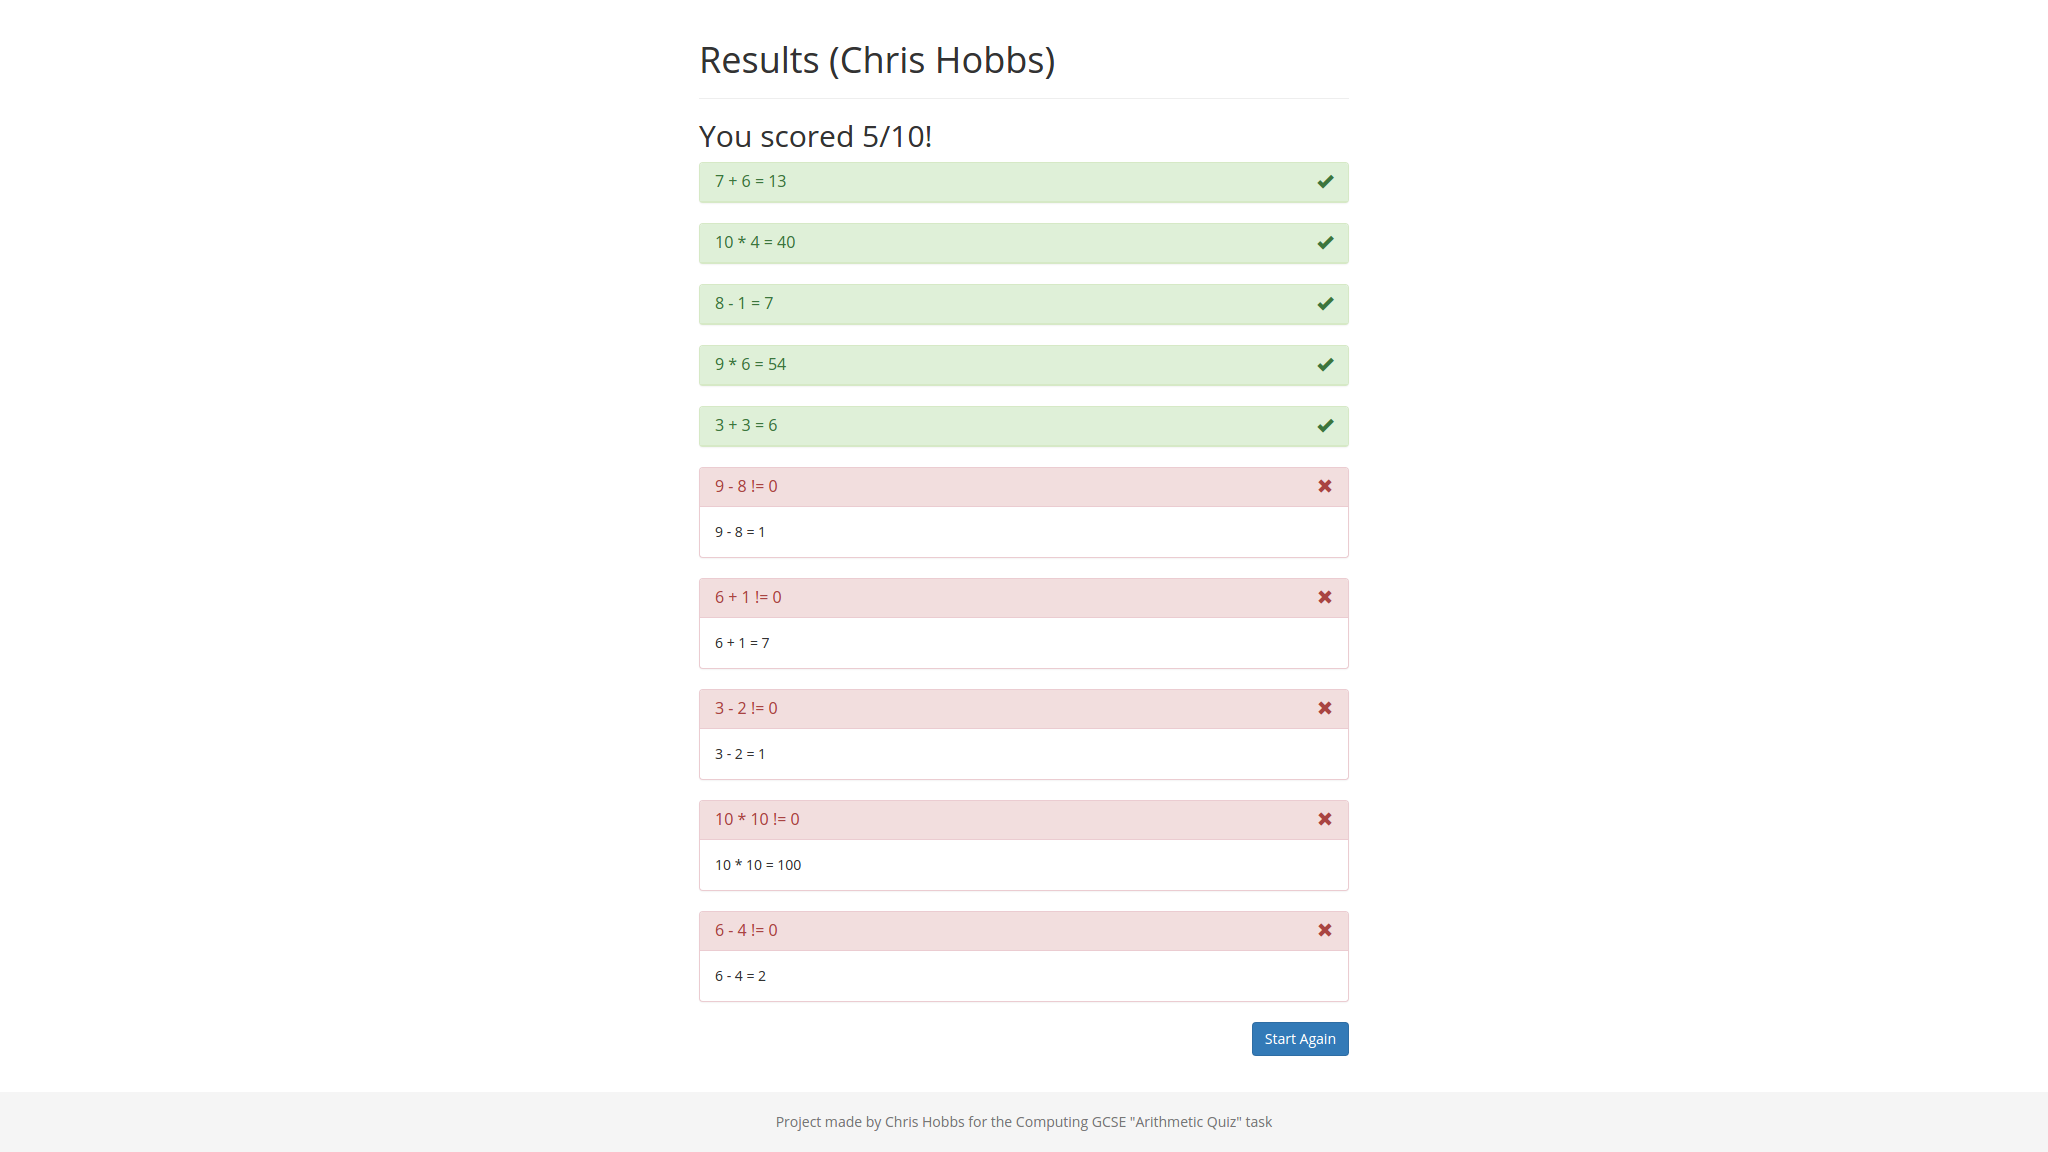 Results (Chris Hobbs)
You scored 5/10!
7 + 6 = 13
10 * 4 = 40
8 - 1 = 7
9 * 6 = 54
3 + 3 = 6
9 - 8 != 0
9 - 8 = 1
6 + 1 != 0
6 + 1 = 7
3 - 2 != 0
3 - 2 = 1
10 * 10 != 0
10 * 10 = 100
6 - 4 != 0
6 - 4 = 2
Start Again
Project made by Chris Hobbs for the Computing GCSE "Arithmetic Quiz" task